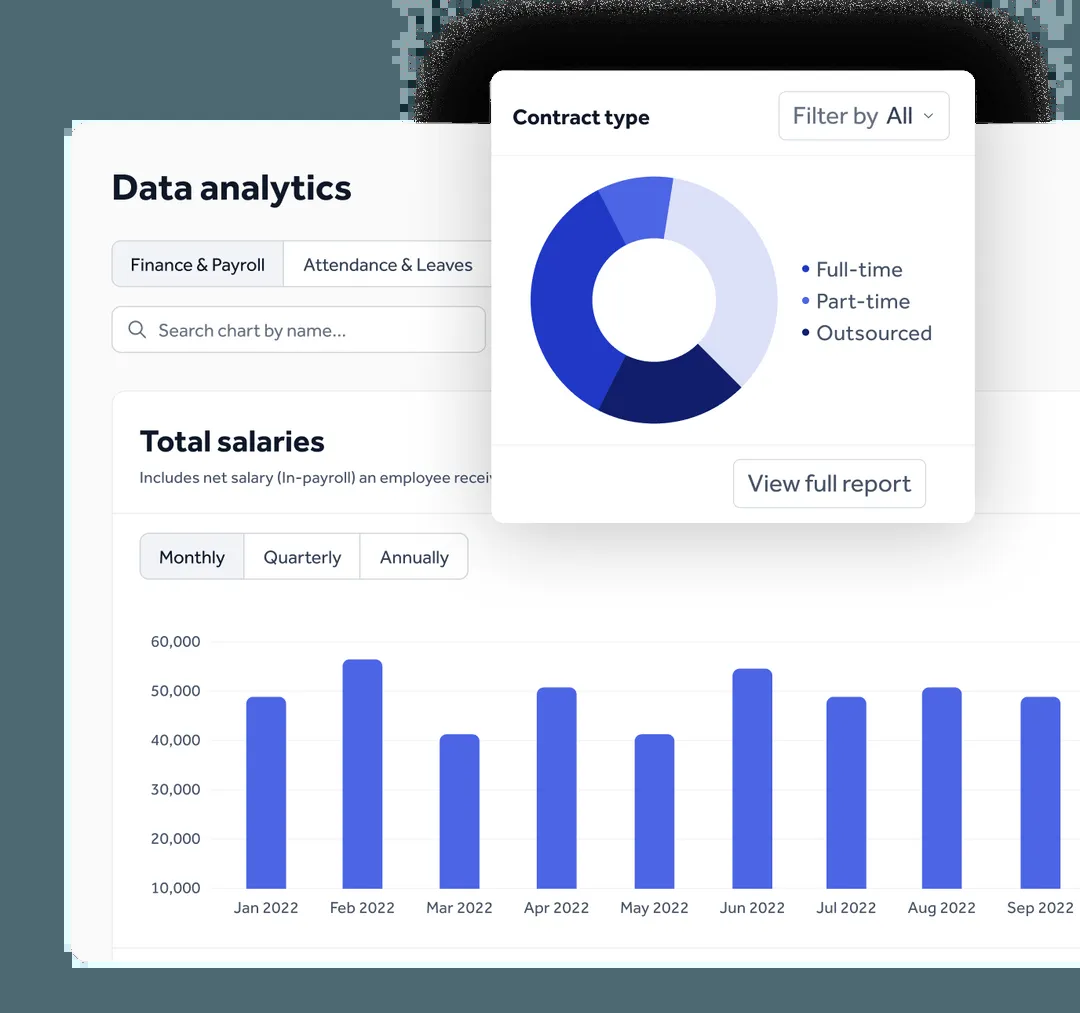 Contract type
Filter by All
Data analytics
Finance & Payroll
Attendance & Leaves
Search chart by name...
Full-time
Part-time
Outsourced
Total salaries
Includes net salary (In-payroll) an employee
View full report
Monthly
Quarterly
Annually
60,000
50,000
40,000
30,000
20,000
10,000
Jan 2022 Feb 2022 Mar 2022 Apr 2022 May 2022 Jun 2022 Jul 2022 Aug 2022 Sep 2022